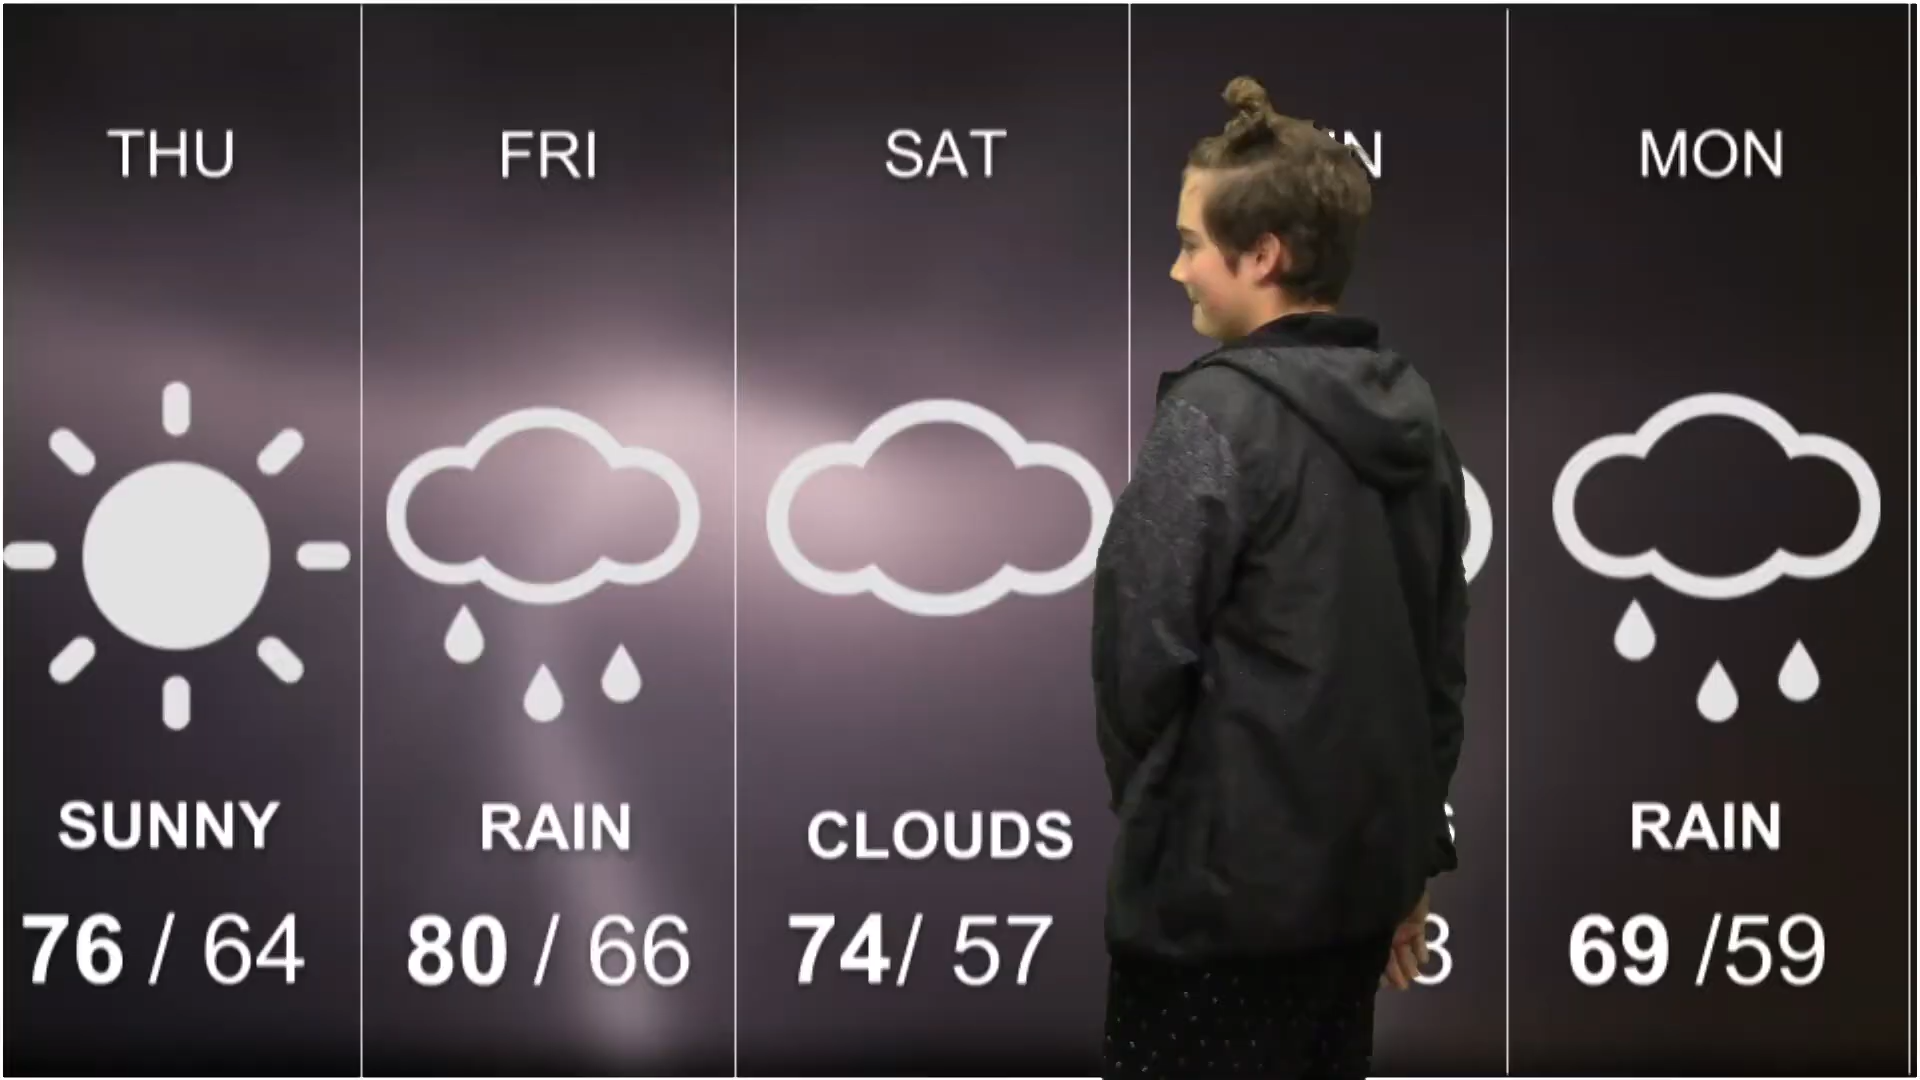 THU
FRI
SAT
MON
SUNNY
RAIN
CLOUDS
RAIN
76 / 64
80 / 66
74/ 57
69 /59